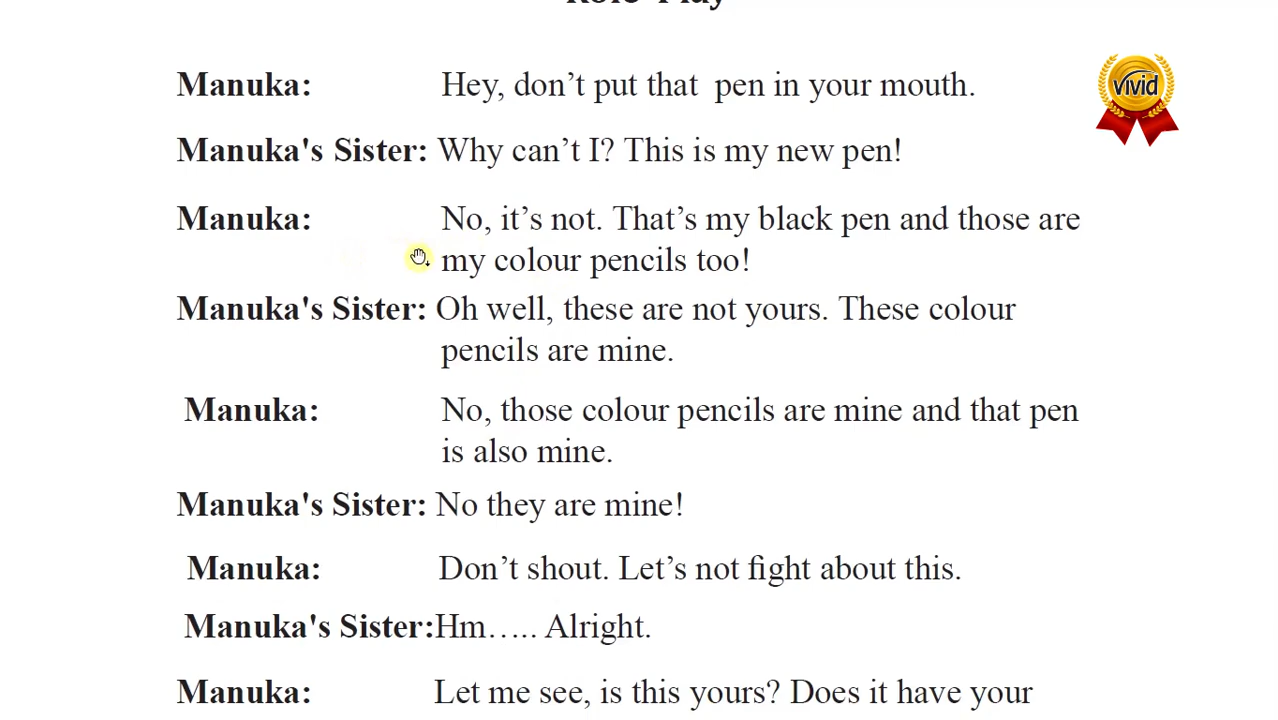 Role Play
Manuka: Hey, don't put that pen in your mouth.
Manuka's Sister: Why can't I? This is my new pen!
Manuka: No, it's not. That's my black pen and those are
my colour pencils too!
Manuka's Sister: Oh well, these are not yours. These colour
pencils are mine.
Manuka: No, those colour pencils are mine and that pen
is also mine.
Manuka's Sister: No they are mine!
Manuka: Don't shout. Let's not fight about this.
Manuka's Sister:Hm….. Alright.
Manuka: Let me see, is this yours? Does it have your
vivid